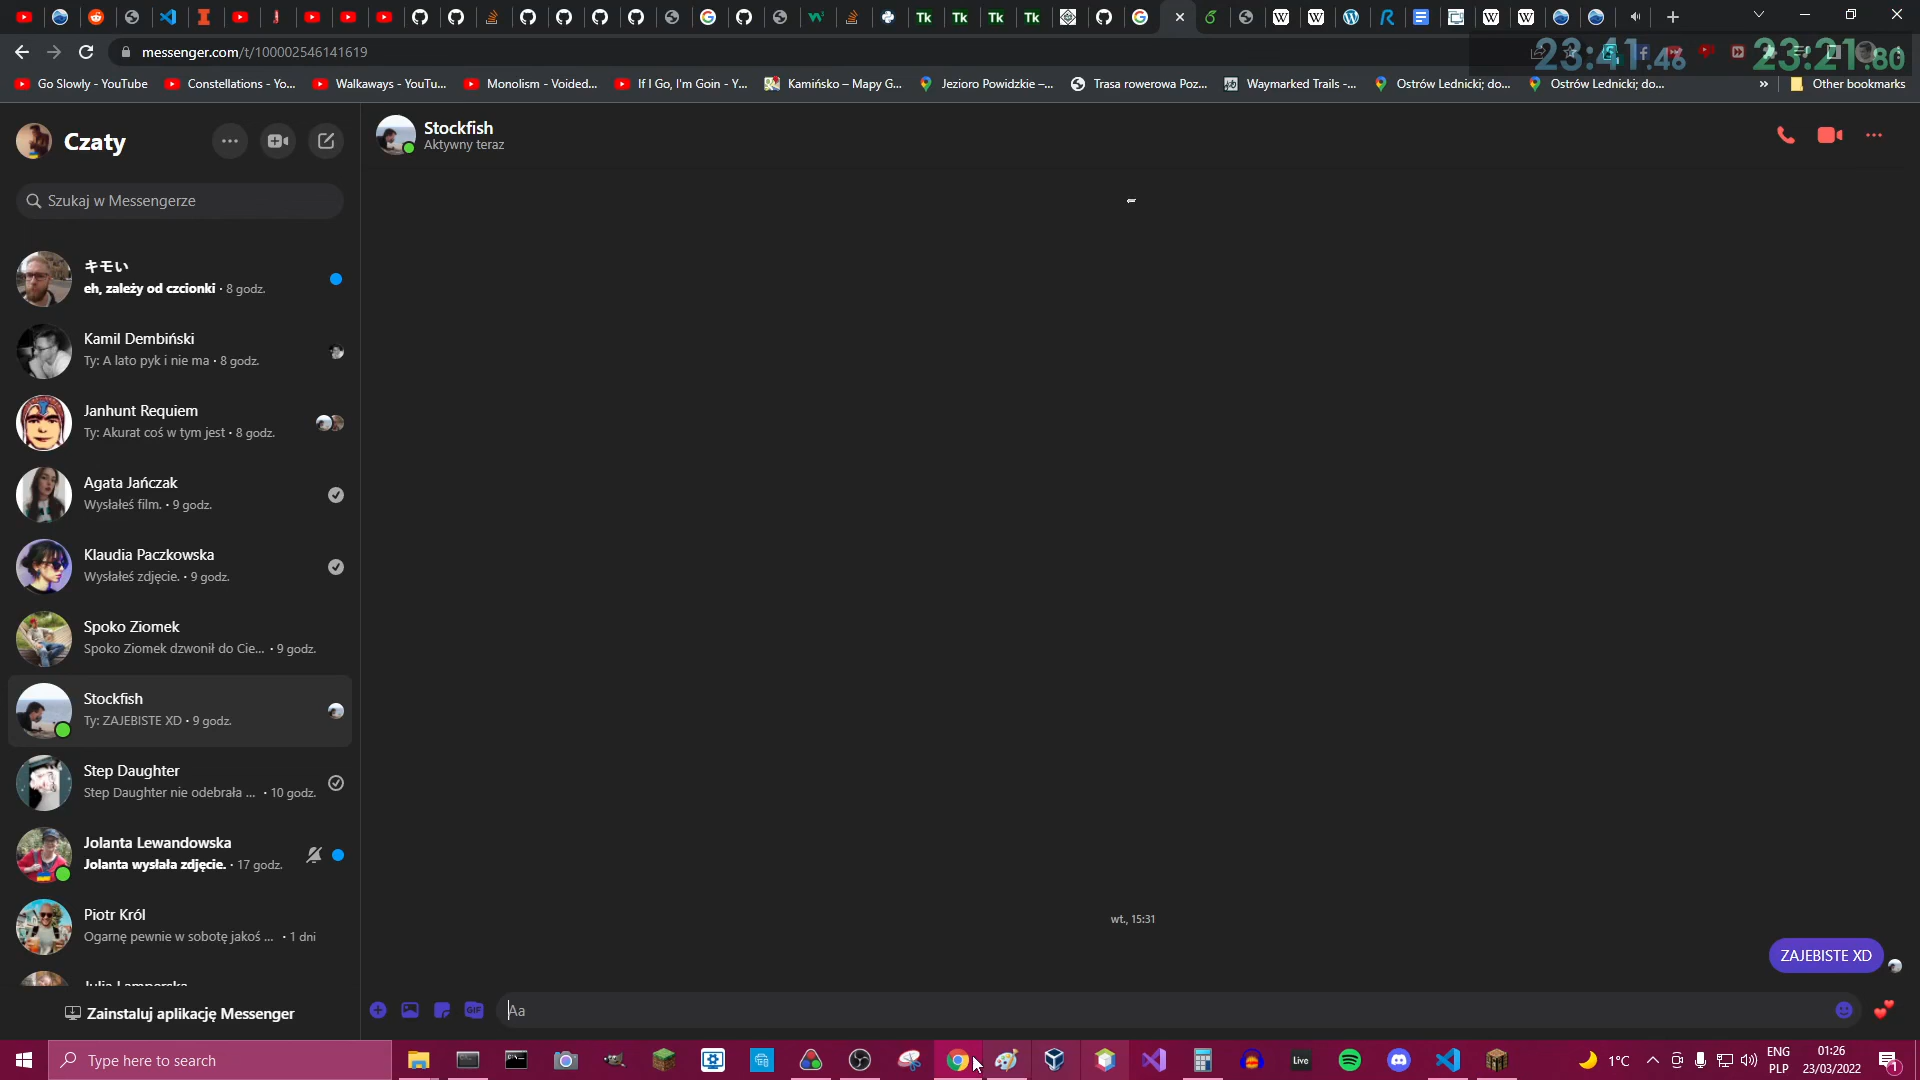 Tk
Tk
Tk
Tk
messenger.com/t/100002546141619
23:41.46
23:21.80
Go Slowly - YouTube
Constellations - Yo...
Walkaways - YouTu...
Monolism - Voided...
If I Go, I'm Goin - Y...
Kamińsko – Mapy G...
Jezioro Powidzkie –...
Trasa rowerowa Poz...
Waymarked Trails -...
Ostrów Lednicki; do...
Ostrów Lednicki; do...
Other bookmarks
Czaty
Szukaj w Messengerze
キモい
eh, zależy od czcionki · 8 godz.
Kamil Dembiński
Ty: A lato pyk i nie ma · 8 godz.
Janhunt Requiem
Ty: Akurat coś w tym jest · 8 godz.
Agata Jańczak
Wysłałeś film. · 9 godz.
Klaudia Paczkowska
Wysłałeś zdjęcie. · 9 godz.
Spoko Ziomek
Spoko Ziomek dzwonił do Cie... · 9 godz.
Stockfish
Ty: ZAJEBISTE XD · 9 godz.
Step Daughter
Step Daughter nie odebrała ... · 10 godz.
Jolanta Lewandowska
Jolanta wysłała zdjęcie. · 17 godz.
Piotr Król
Ogarnę pewnie w sobotę jakoś ... · 1 dni
Zainstaluj aplikację Messenger
Stockfish
Aktywny teraz
wt., 15:31
ZAJEBISTE XD
GIF
Aa
Type here to search
Live
1°C
ENG
PLP
01:26
23/03/2022
1